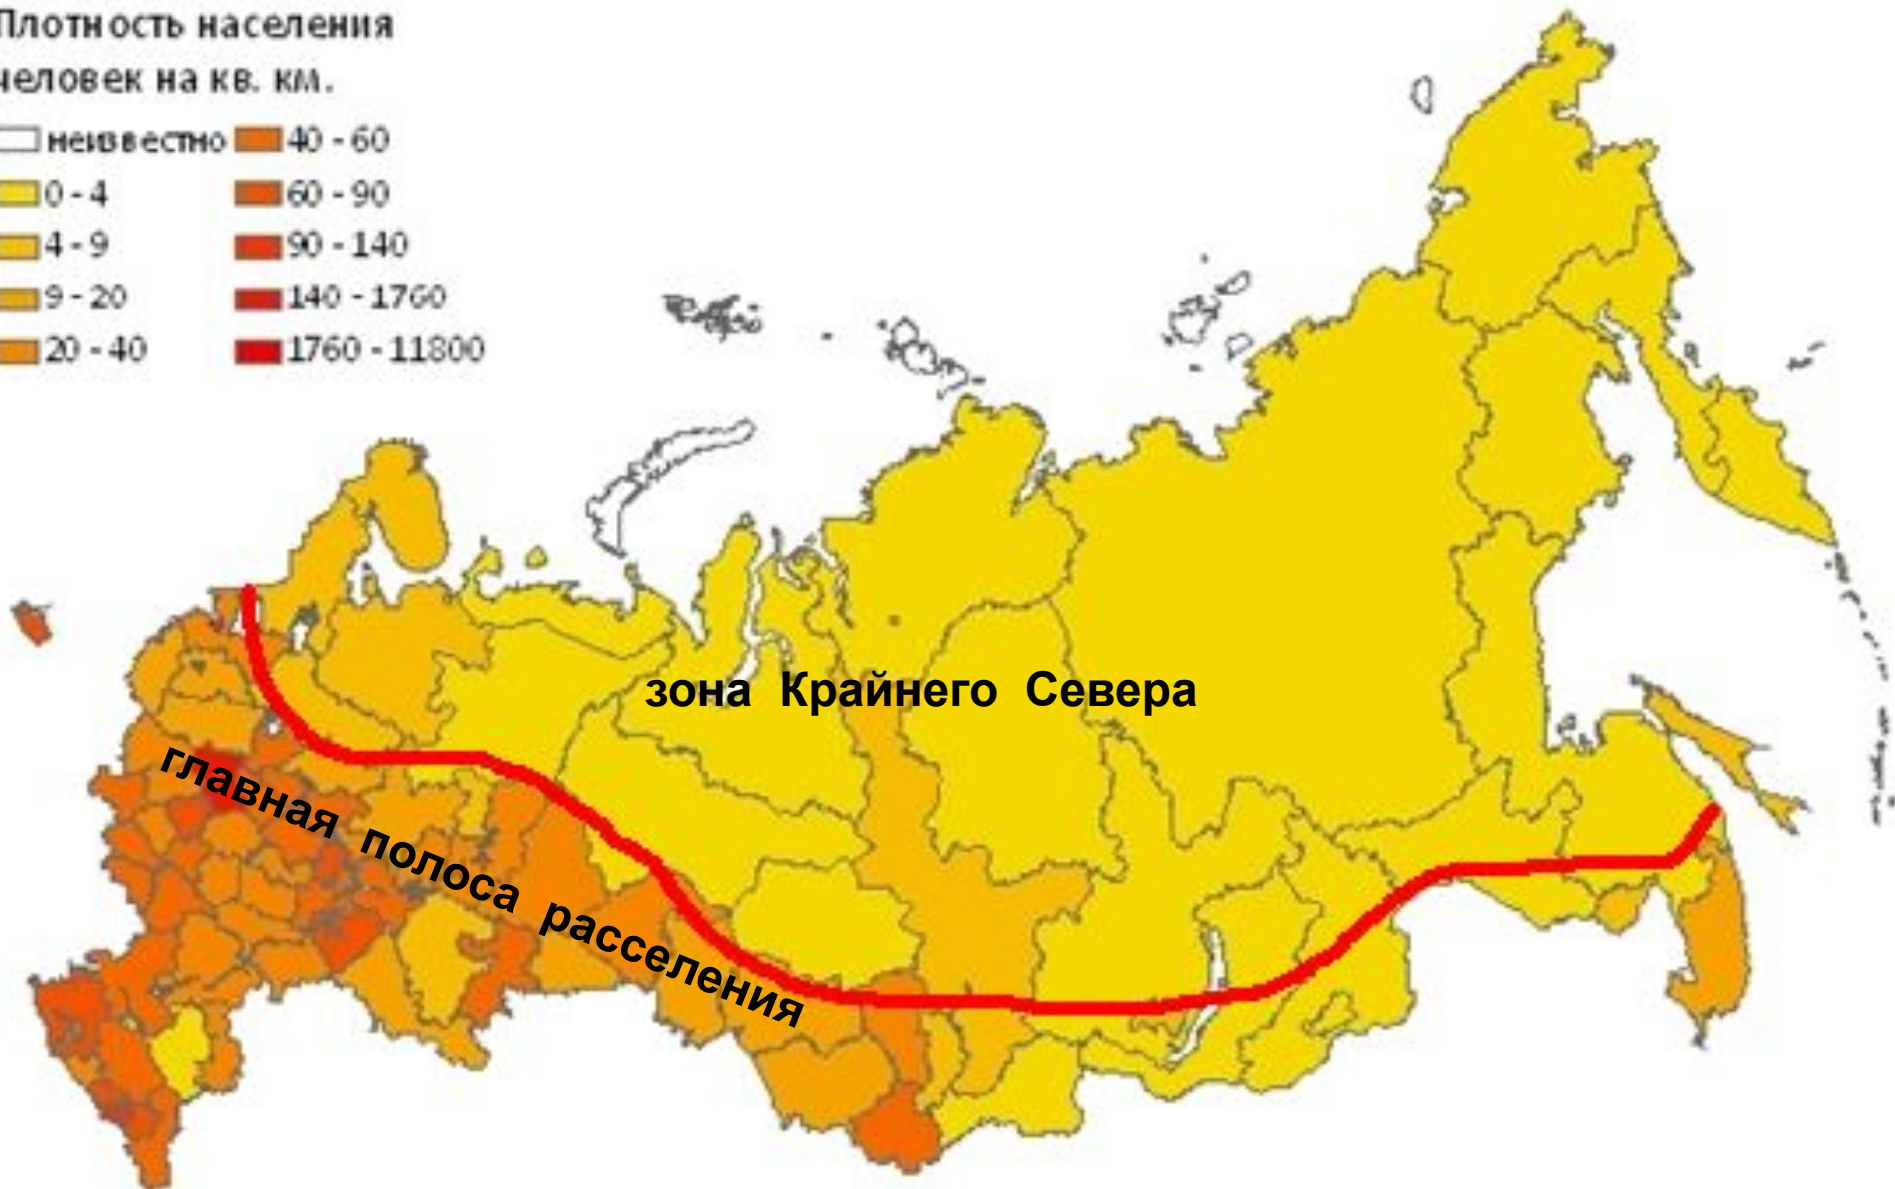 Плотность населения
человек на кв. км.
неизвестно
0 - 4
4 - 9
9 - 20
20 - 40
40 - 60
60 - 90
90 - 140
140 - 1760
1760 - 11800
зона Крайнего Севера
главная полоса расселения